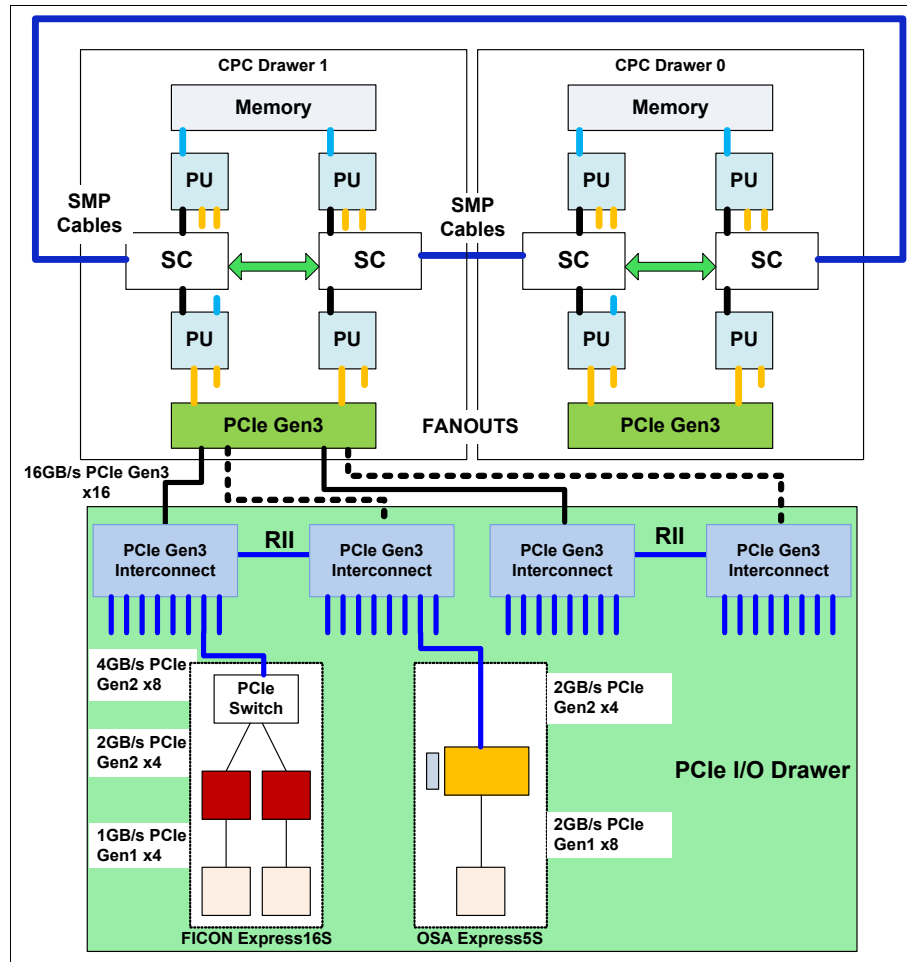 CPC Drawer 1
CPC Drawer 0
Memory
Memory
PU
PU
PU
PU
SMP
Cables
SMP
Cables
SC
SC
SC
SC
PU
PU
PU
PU
PCIe Gen3
FANOUTS
PCIe Gen3
16GB/s PCIe Gen3
x16
PCIe Gen3
Interconnect
RII
PCIe Gen3
Interconnect
PCIe Gen3
Interconnect
RII
PCIe Gen3
Interconnect
4GB/s PCIe
Gen2 x8
PCIe
Switch
2GB/s PCIe
Gen2 x4
2GB/s PCIe
Gen2 x4
PCIe I/O Drawer
1GB/s PCIe
Gen1 x4
2GB/s PCIe
Gen1 x8
FICON Express16S
OSA Express5S